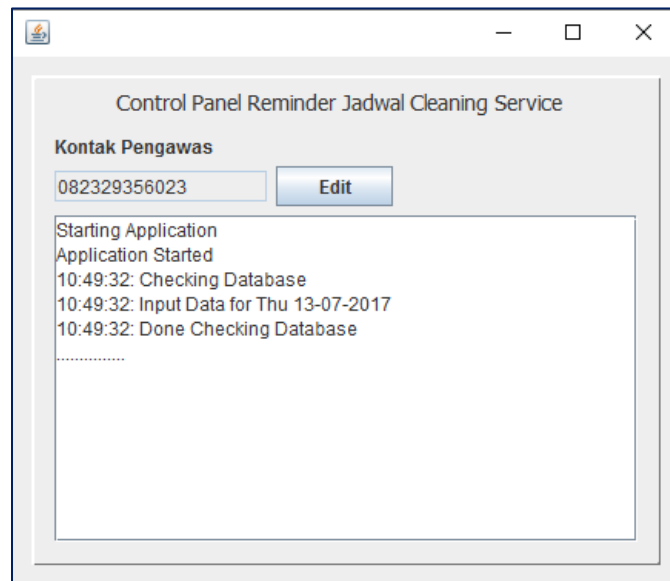 Control Panel Reminder Jadwal Cleaning Service
Kontak Pengawas
082329356023 Edit
Starting Application
Application Started
10:49:32: Checking Database
10:49:32: Input Data for Thu 13-07-2017
10:49:32: Done Checking Database
..............